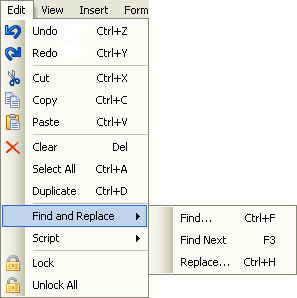 Edit View Insert Form
Undo Ctrl+Z
Redo Ctrl+Y
Cut Ctrl+X
Copy Ctrl+C
Paste Ctrl+V
Clear Del
Select All Ctrl+A
Duplicate Ctrl+D
Find and Replace
Find... Ctrl+F
Script
Find Next F3
Lock
Replace... Ctrl+H
Unlock All